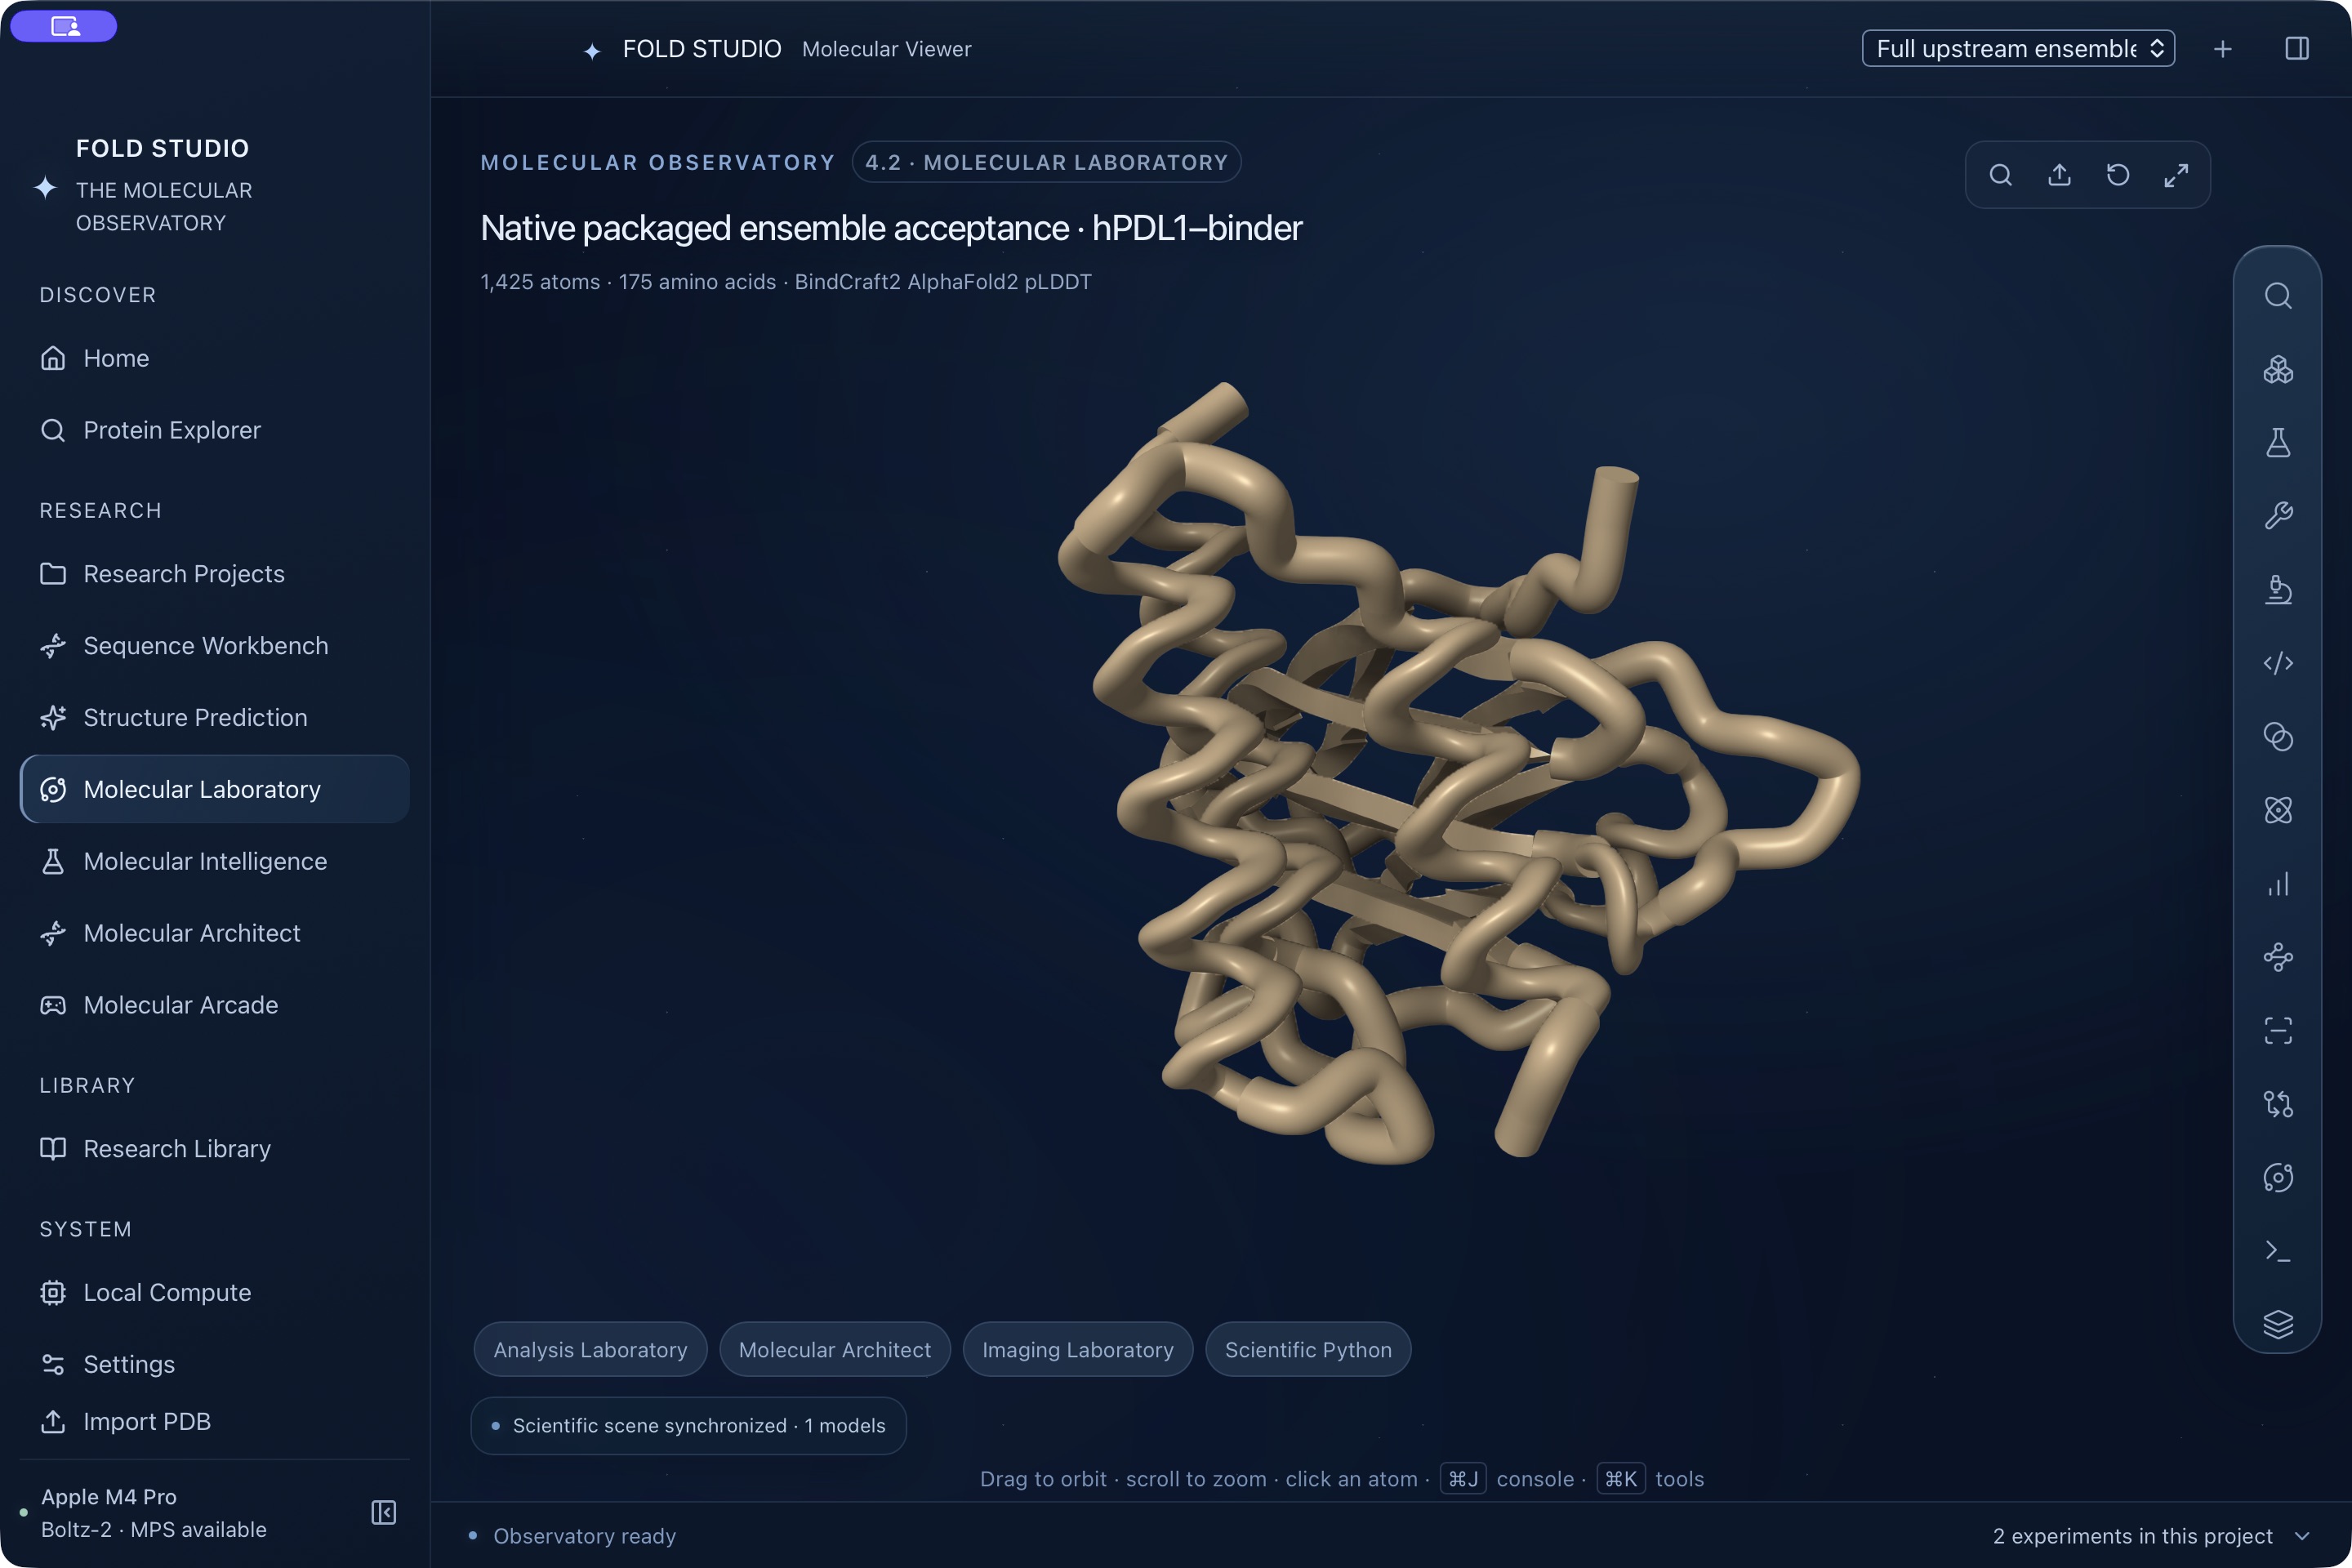 FOLD STUDIO
THE MOLECULAR
OBSERVATORY
DISCOVER
Home
Protein Explorer
RESEARCH
Research Projects
Sequence Workbench
Structure Prediction
Molecular Laboratory
Molecular Intelligence
Molecular Architect
Molecular Arcade
LIBRARY
Research Library
SYSTEM
Local Compute
Settings
Import PDB
Apple M4 Pro
Boltz-2 · MPS available
FOLD STUDIO Molecular Viewer
Full upstream ensemble
MOLECULAR OBSERVATORY 4.2 · MOLECULAR LABORATORY
Native packaged ensemble acceptance · hPDL1–binder
1,425 atoms · 175 amino acids · BindCraft2 AlphaFold2 pLDDT
Analysis Laboratory Molecular Architect Imaging Laboratory Scientific Python
Scientific scene synchronized · 1 models
Drag to orbit · scroll to zoom · click an atom · ⌘J console · ⌘K tools
Observatory ready
2 experiments in this project